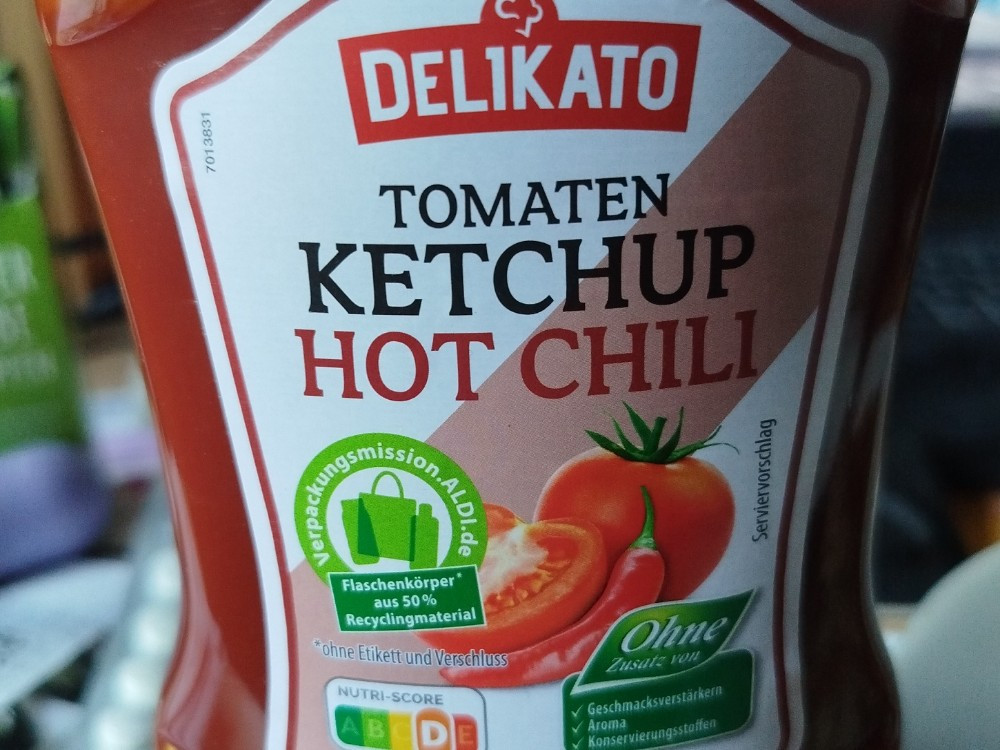 DELIKATO
7013831
TOMATEN
KETCHUP
HOT CHILI
Verpackungsmission.ALDI.de
Flaschenkörper*
aus 50%
Recyclingmaterial
*ohne Etikett und Verschluss
Serviervorschlag
Ohne
Zusatz von
✓ Geschmacksverstärkern
✓ Aroma
✓ Konservierungsstoffen
NUTRI-SCORE
A B C D E